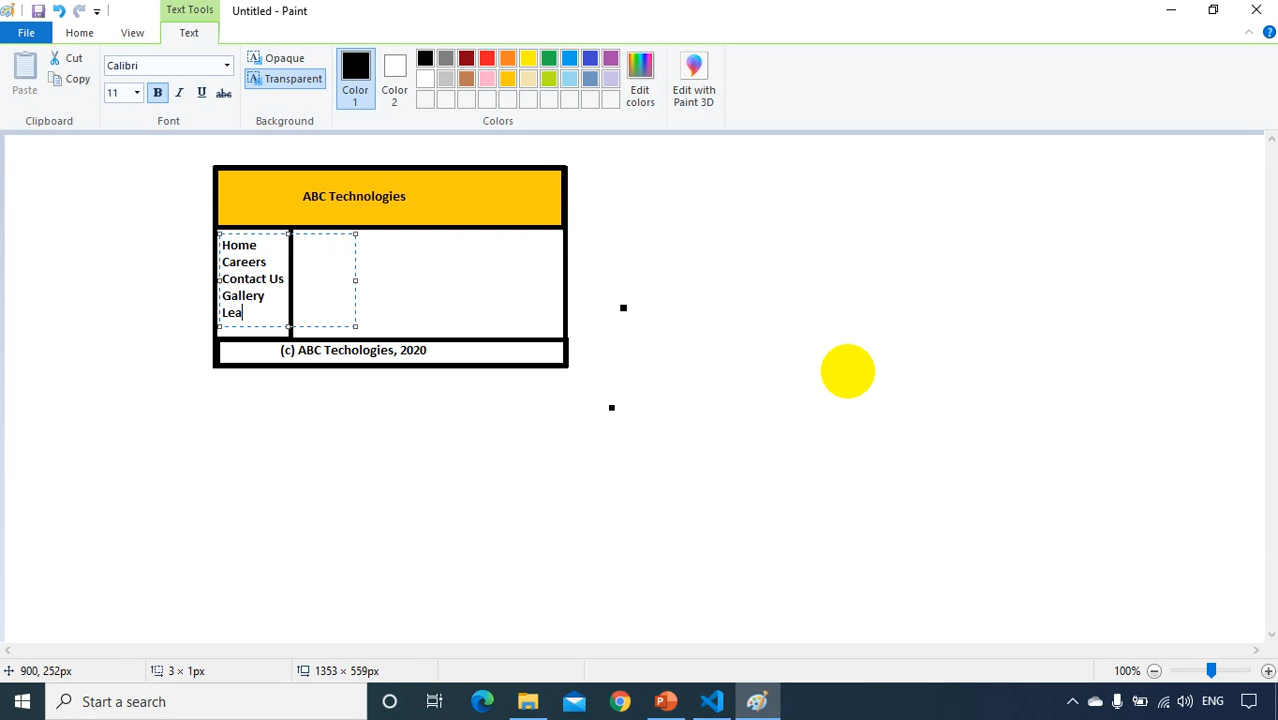 Text Tools
Untitled - Paint
File
Home
View
Text
Paste
Cut
Copy
Clipboard
Calibri
11
B
I
U
abc
Font
Opaque
Transparent
Background
Color 1
Color 2
Edit colors
Colors
Edit with Paint 3D
ABC Technologies
Home
Careers
Contact Us
Gallery
Lea
(c) ABC Techologies, 2020
900, 252px
3 × 1px
1353 × 559px
100%
Start a search
ENG